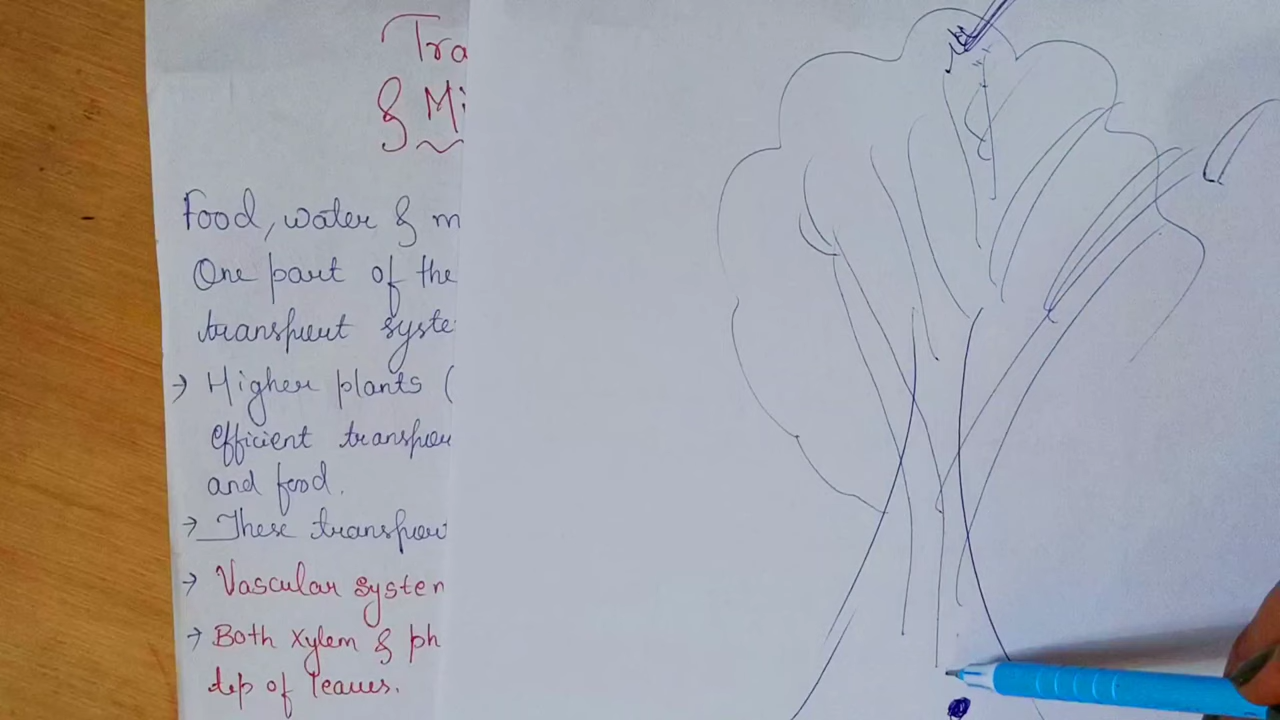 Tra
& Mi
Food, water & m
One part of the
transport syste
→ Higher plants (
efficient transpor
and food.
→ These transpor
→ Vascular system
→ Both Xylem & ph
tip of leaves.